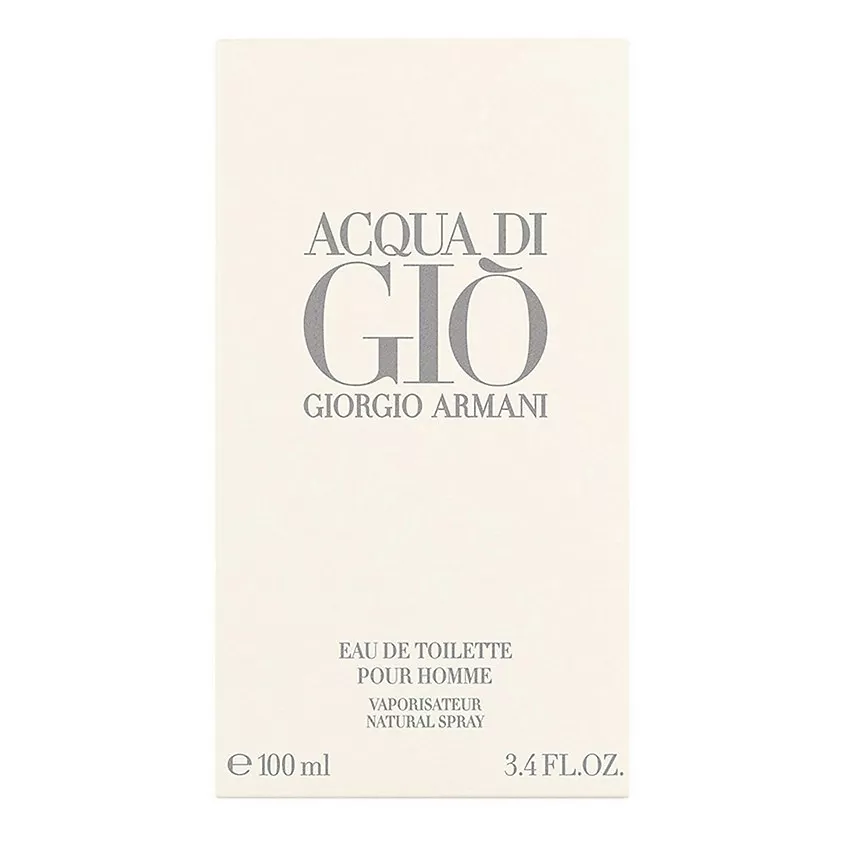 ACQUA DI
GIÒ
GIORGIO ARMANI
EAU DE TOILETTE
POUR HOMME
VAPORISATEUR
NATURAL SPRAY
℮ 100 ml 3.4 FL.OZ.